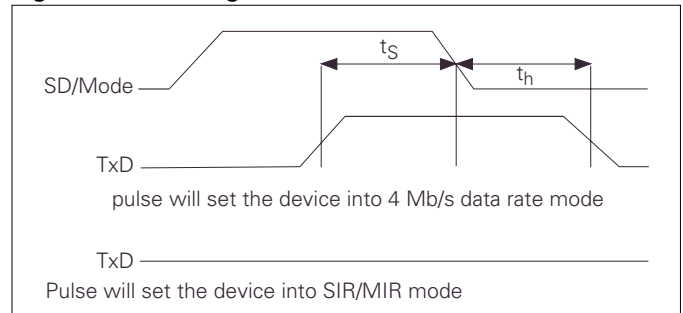 tS
th
SD/Mode
TxD
pulse will set the device into 4 Mb/s data rate mode
TxD
Pulse will set the device into SIR/MIR mode